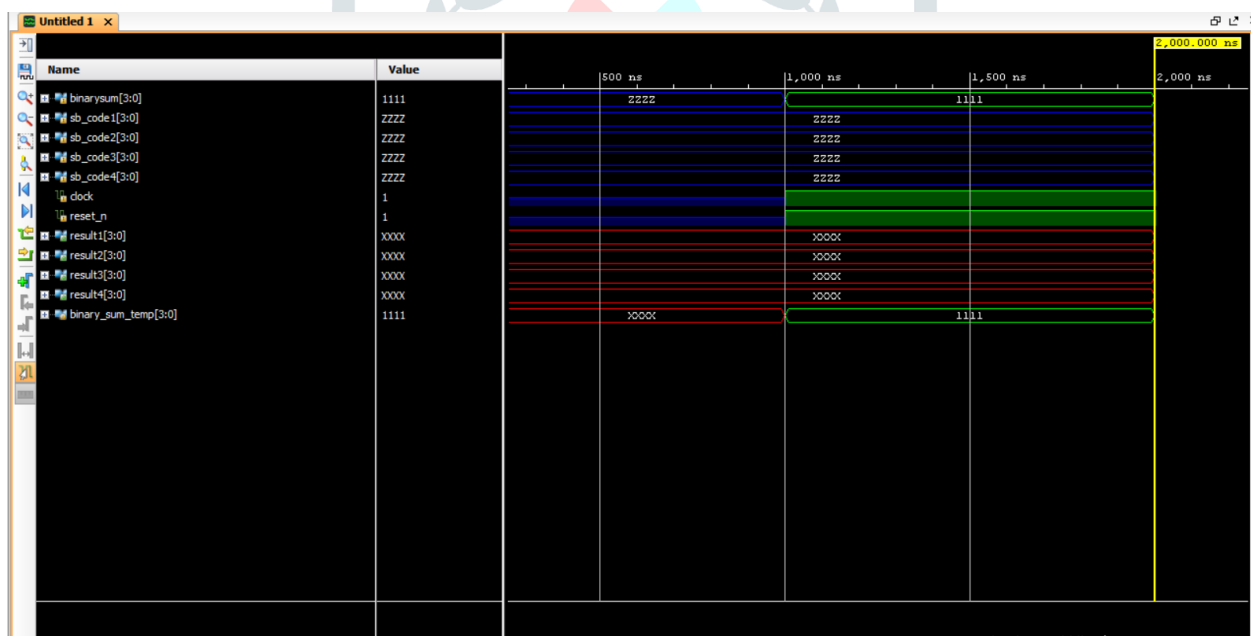 Untitled 1
2,000.000 ns
Name Value
500 ns 1,000 ns 1,500 ns 2,000 ns
binarysum[3:0] 1111 ZZZZ 1111
sb_code1[3:0] ZZZZ ZZZZ
sb_code2[3:0] ZZZZ ZZZZ
sb_code3[3:0] ZZZZ ZZZZ
sb_code4[3:0] ZZZZ ZZZZ
clock 1
reset_n 1
result1[3:0] XXXX XXXX
result2[3:0] XXXX XXXX
result3[3:0] XXXX XXXX
result4[3:0] XXXX XXXX
binary_sum_temp[3:0] 1111 XXXX 1111